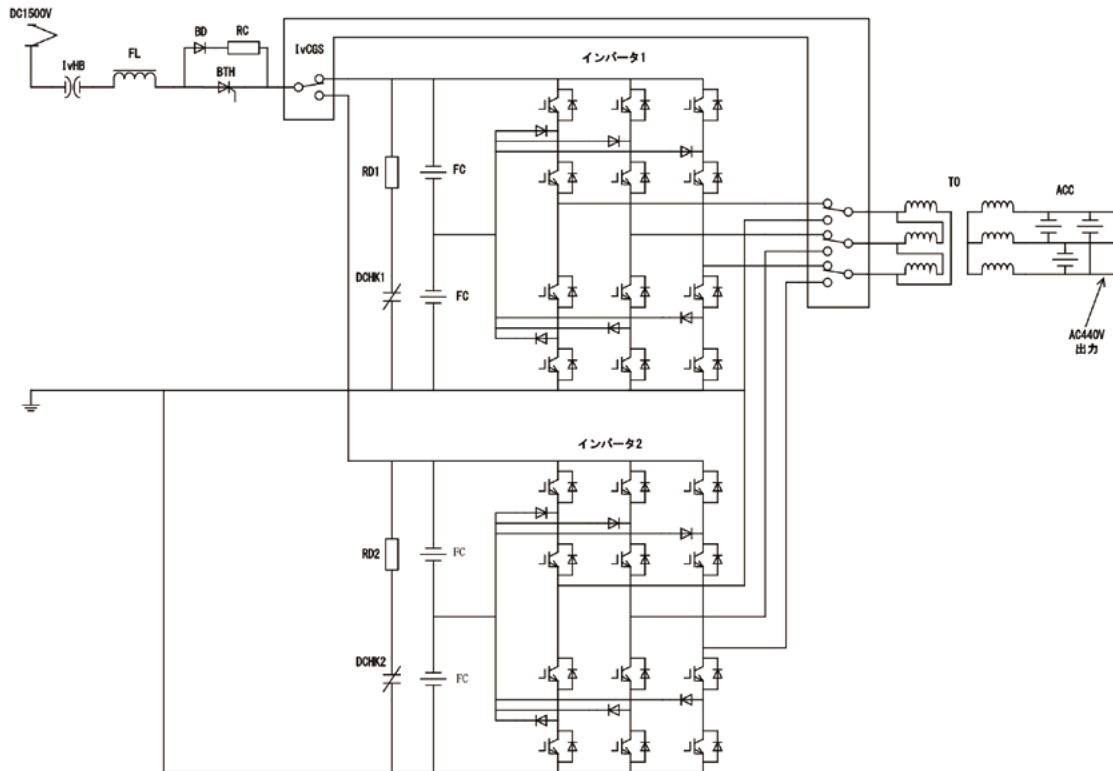 DC1500V
IvHB
FL
BD
RC
BTH
IvCGS
インバータ1
RD1
FC
DCHK1
FC
TO
ACC
AC440V
出力
インバータ2
RD2
FC
DCHK2
FC